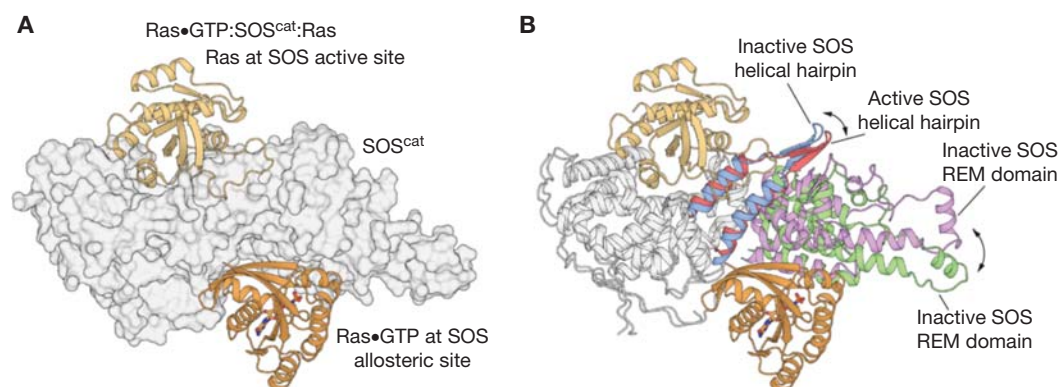 A
Ras•GTP:SOScat:Ras
Ras at SOS active site
SOScat
Ras•GTP at SOS
allosteric site
B
Inactive SOS
helical hairpin
Active SOS
helical hairpin
Inactive SOS
REM domain
Inactive SOS
REM domain